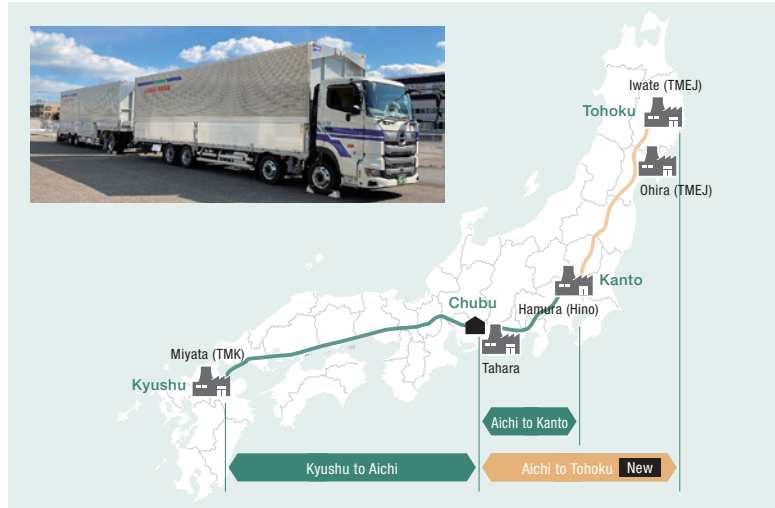 Iwate (TMEJ)
Tohoku
Ohira (TMEJ)
Kanto
Hamura (Hino)
Chubu
Tahara
Miyata (TMK)
Kyushu
Aichi to Kanto
Kyushu to Aichi
Aichi to Tohoku New